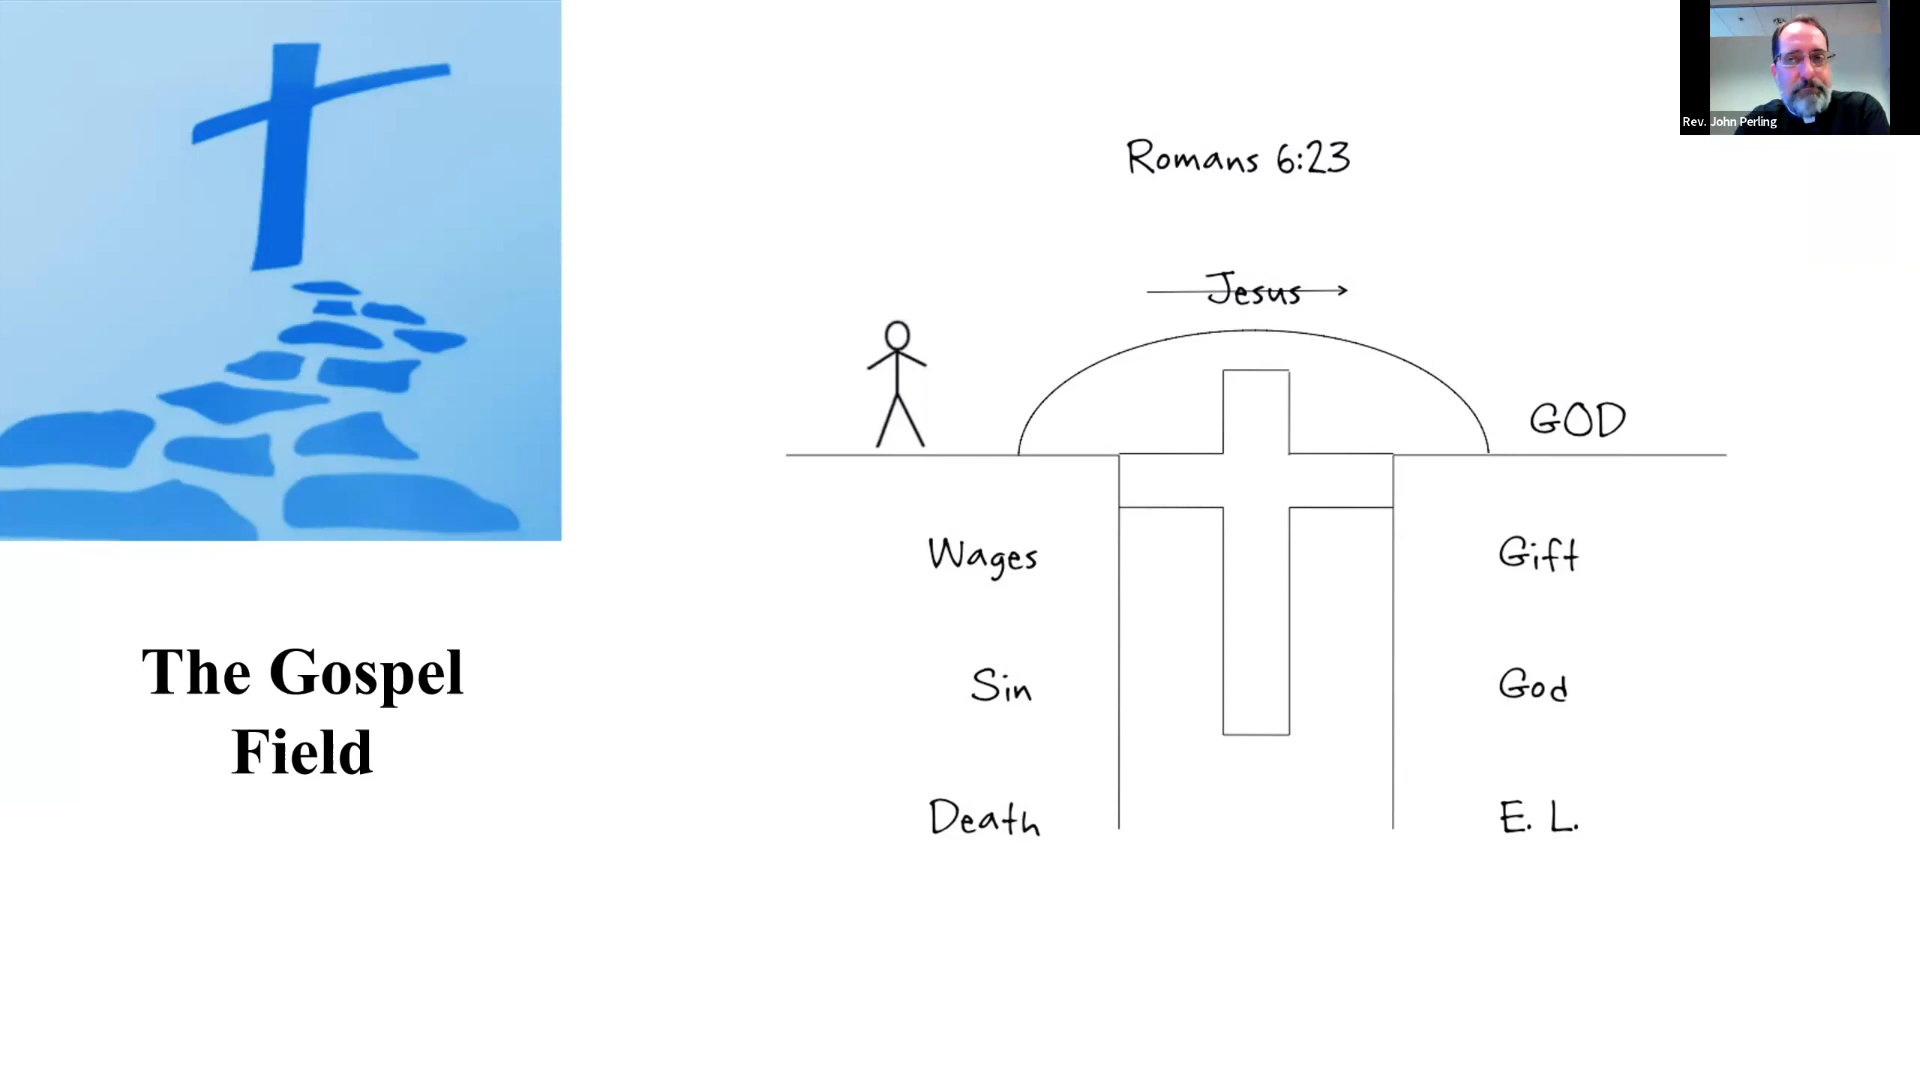 Rev. John Perling
Romans 6:23
Jesus
GOD
Wages
Gift
Sin
God
Death
E. L.
The Gospel
Field